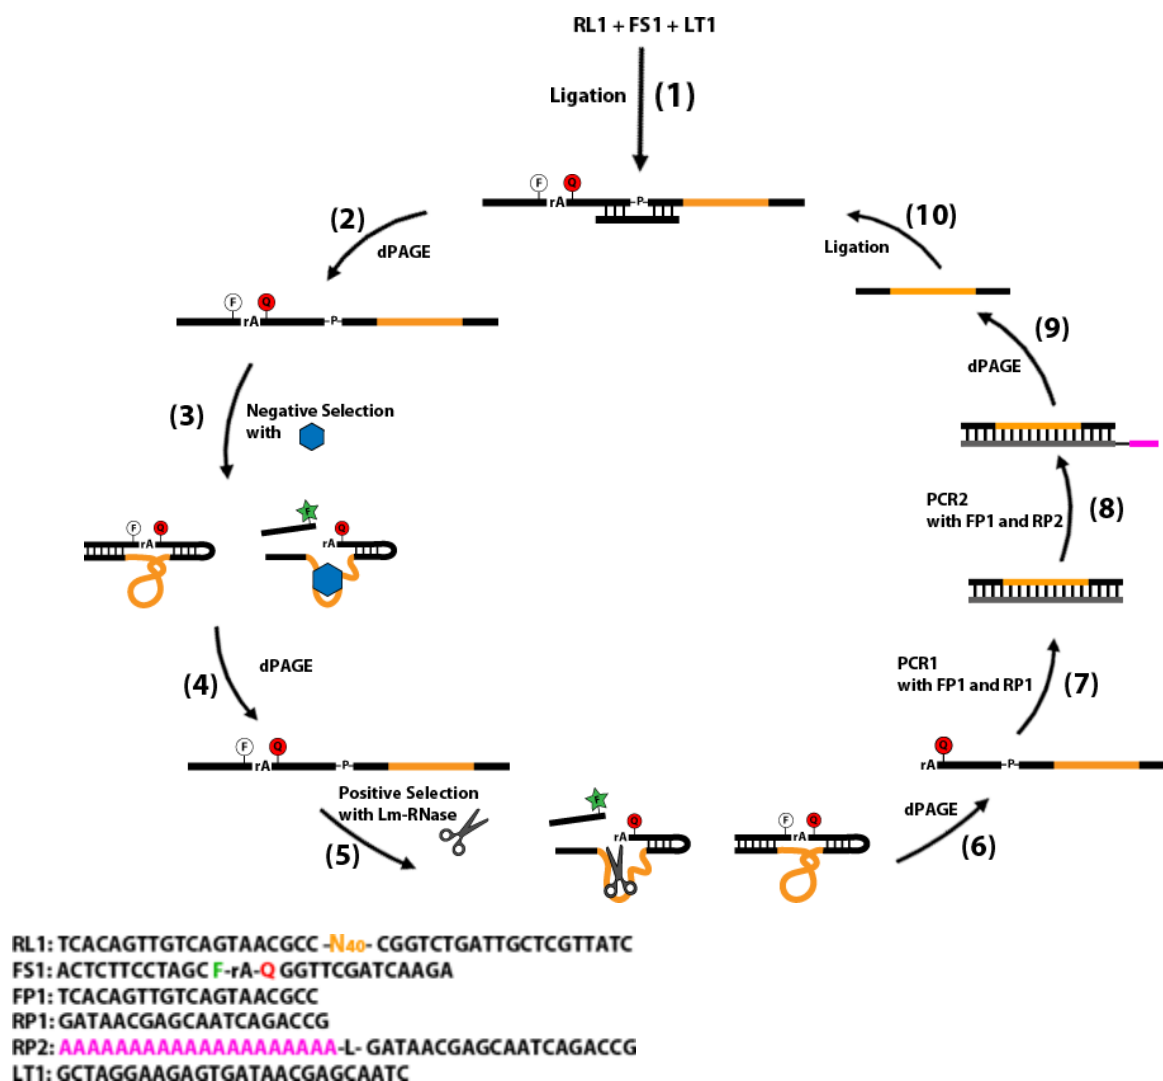 RL1 + FS1 + LT1
Ligation (1)
F Q
rA -P-
(2)
dPAGE
(10)
Ligation
F Q
rA -P-
(9)
dPAGE
(3)
Negative Selection
with
F Q
rA
F Q
rA
PCR2
with FP1 and RP2
(8)
(4)
dPAGE
PCR1
with FP1 and RP1
(7)
F Q
rA -P-
Q
rA -P-
Positive Selection
with Lm-RNase
(5)
F Q
rA
F Q
rA
dPAGE
(6)
RL1: TCACAGTTGTCAGTAACGCC -N40- CGGTCTGATTGCTCGTTATC
FS1: ACTCTTCCTAGC F-rA-Q GGTTCGATCAAGA
FP1: TCACAGTTGTCAGTAACGCC
RP1: GATAACGAGCAATCAGACCG
RP2: AAAAAAAAAAAAAAAAAAAA-L- GATAACGAGCAATCAGACCG
LT1: GCTAGGAAGAGTGATAACGAGCAATC